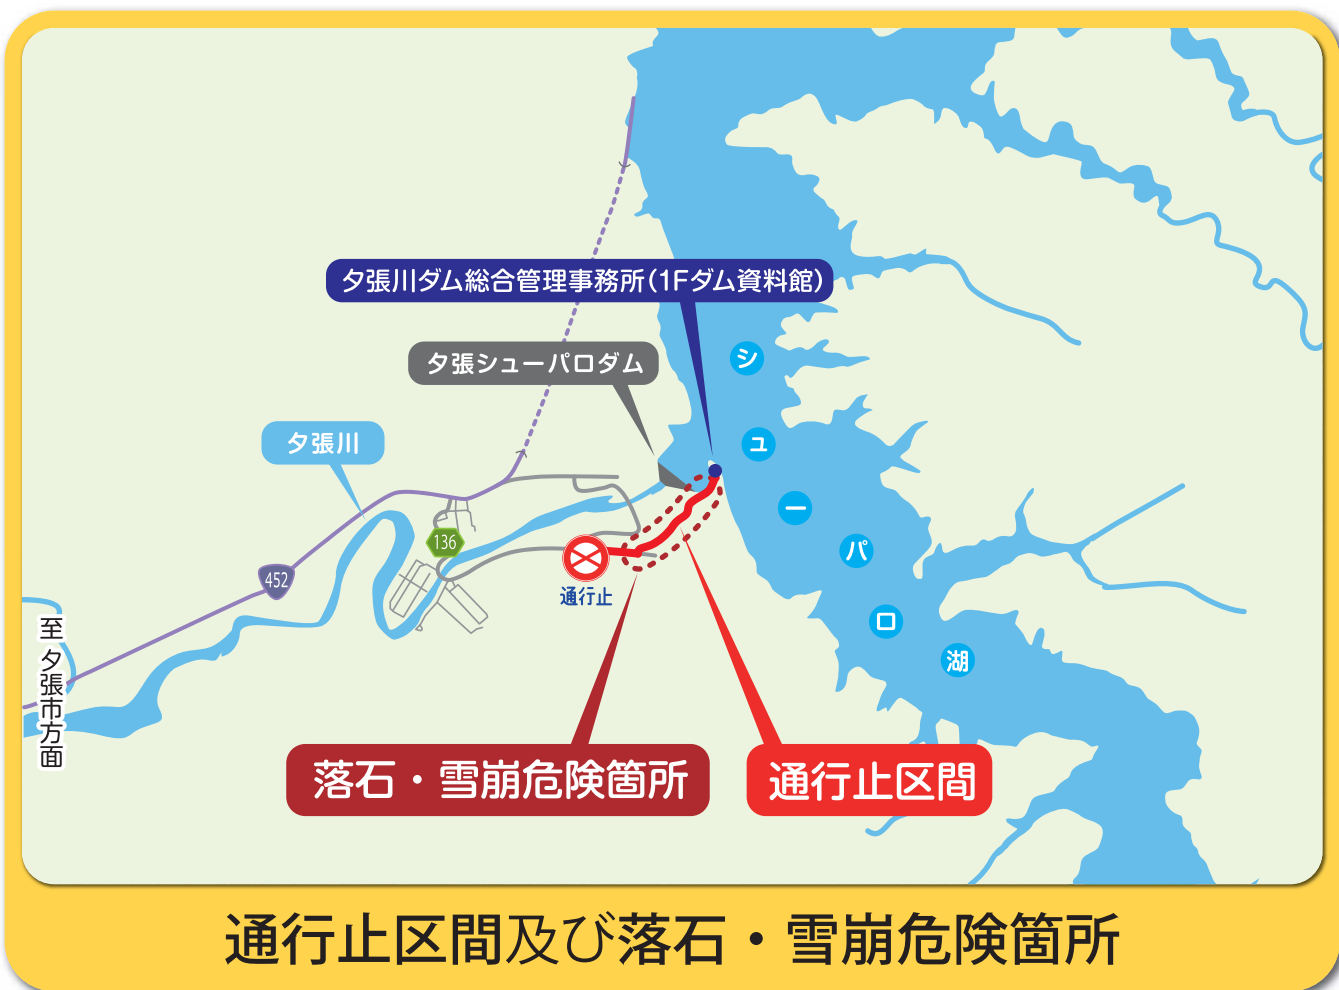 夕張川ダム総合管理事務所(1Fダム資料館)
夕張シューパロダム
夕張川
シューパロ湖
136
452
通行止
至 夕張市方面
落石・雪崩危険箇所
通行止区間
通行止区間及び落石・雪崩危険箇所